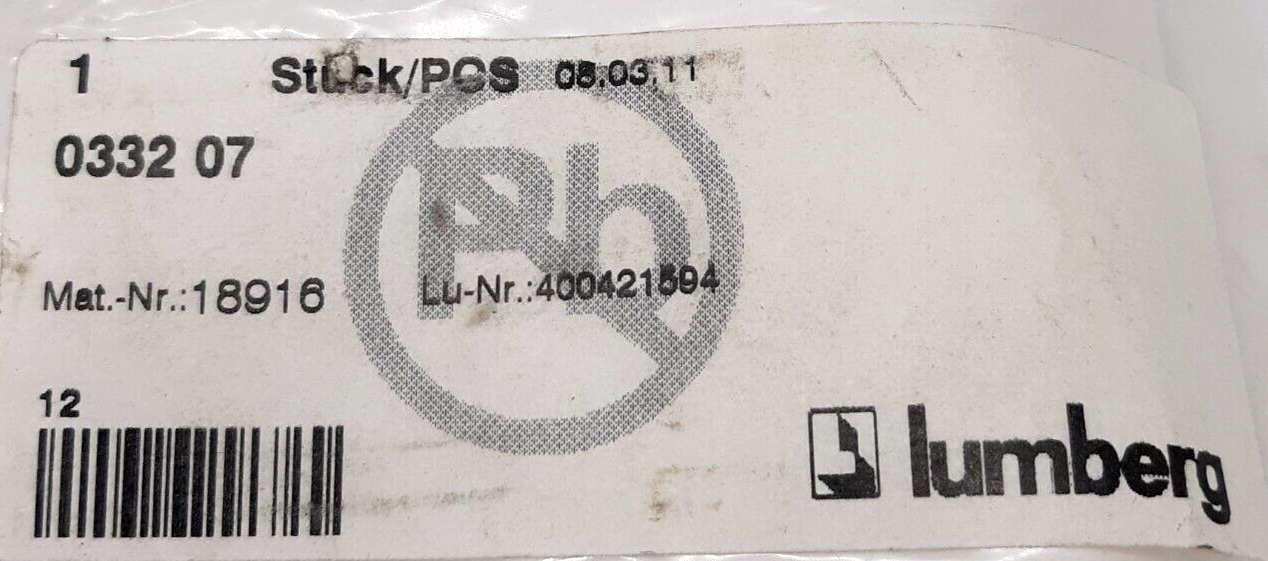 1 Stück/PCS 08.03.11
0332 07
Pb
Mat.-Nr.:18916 Lu-Nr.:400421594
12
lumberg